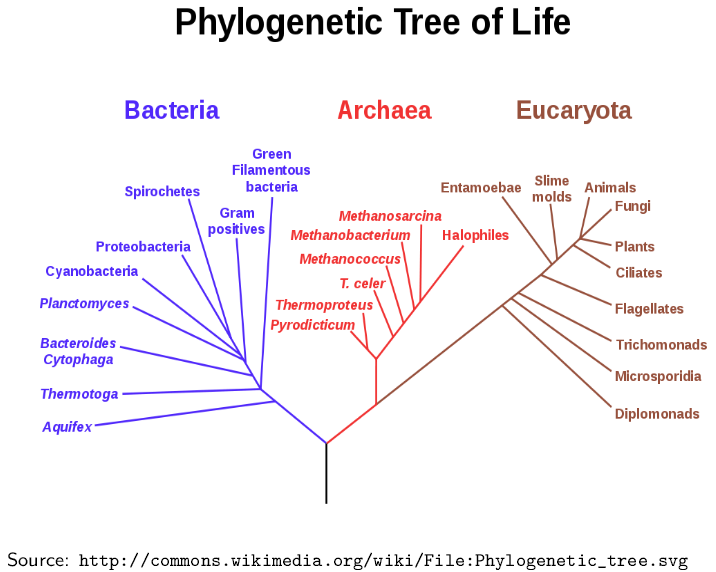 Phylogenetic Tree of Life
Bacteria
Archaea
Eucaryota
Green
Filamentous
bacteria
Spirochetes
Gram
positives
Proteobacteria
Cyanobacteria
Planctomyces
Bacteroides
Cytophaga
Thermotoga
Aquifex
Methanosarcina
Methanobacterium
Halophiles
Methanococcus
T. celer
Thermoproteus
Pyrodicticum
Entamoebae
Slime
molds
Animals
Fungi
Plants
Ciliates
Flagellates
Trichomonads
Microsporidia
Diplomonads
Source: http://commons.wikimedia.org/wiki/File:Phylogenetic_tree.svg